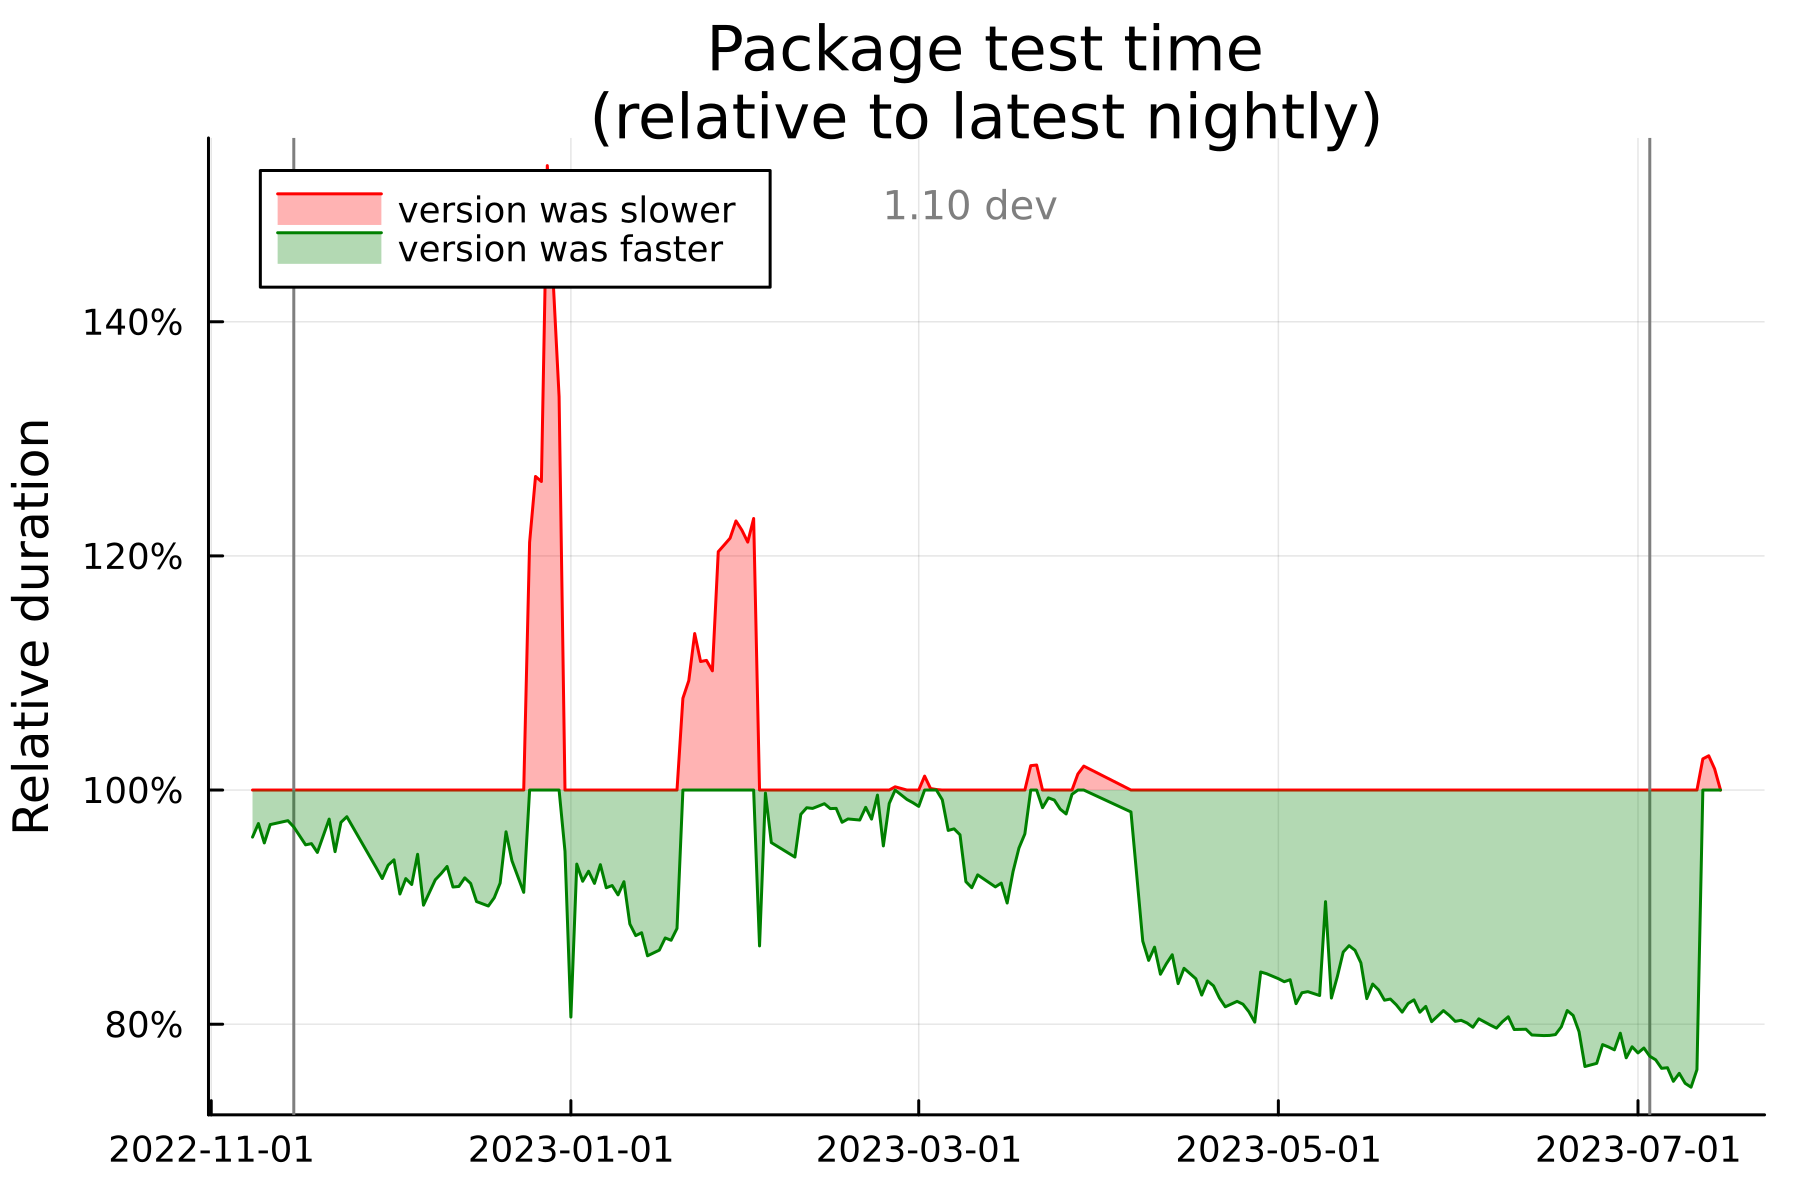 Package test time
(relative to latest nightly)
version was slower
version was faster
1.10 dev
Relative duration
140%
120%
100%
80%
2022-11-01
2023-01-01
2023-03-01
2023-05-01
2023-07-01